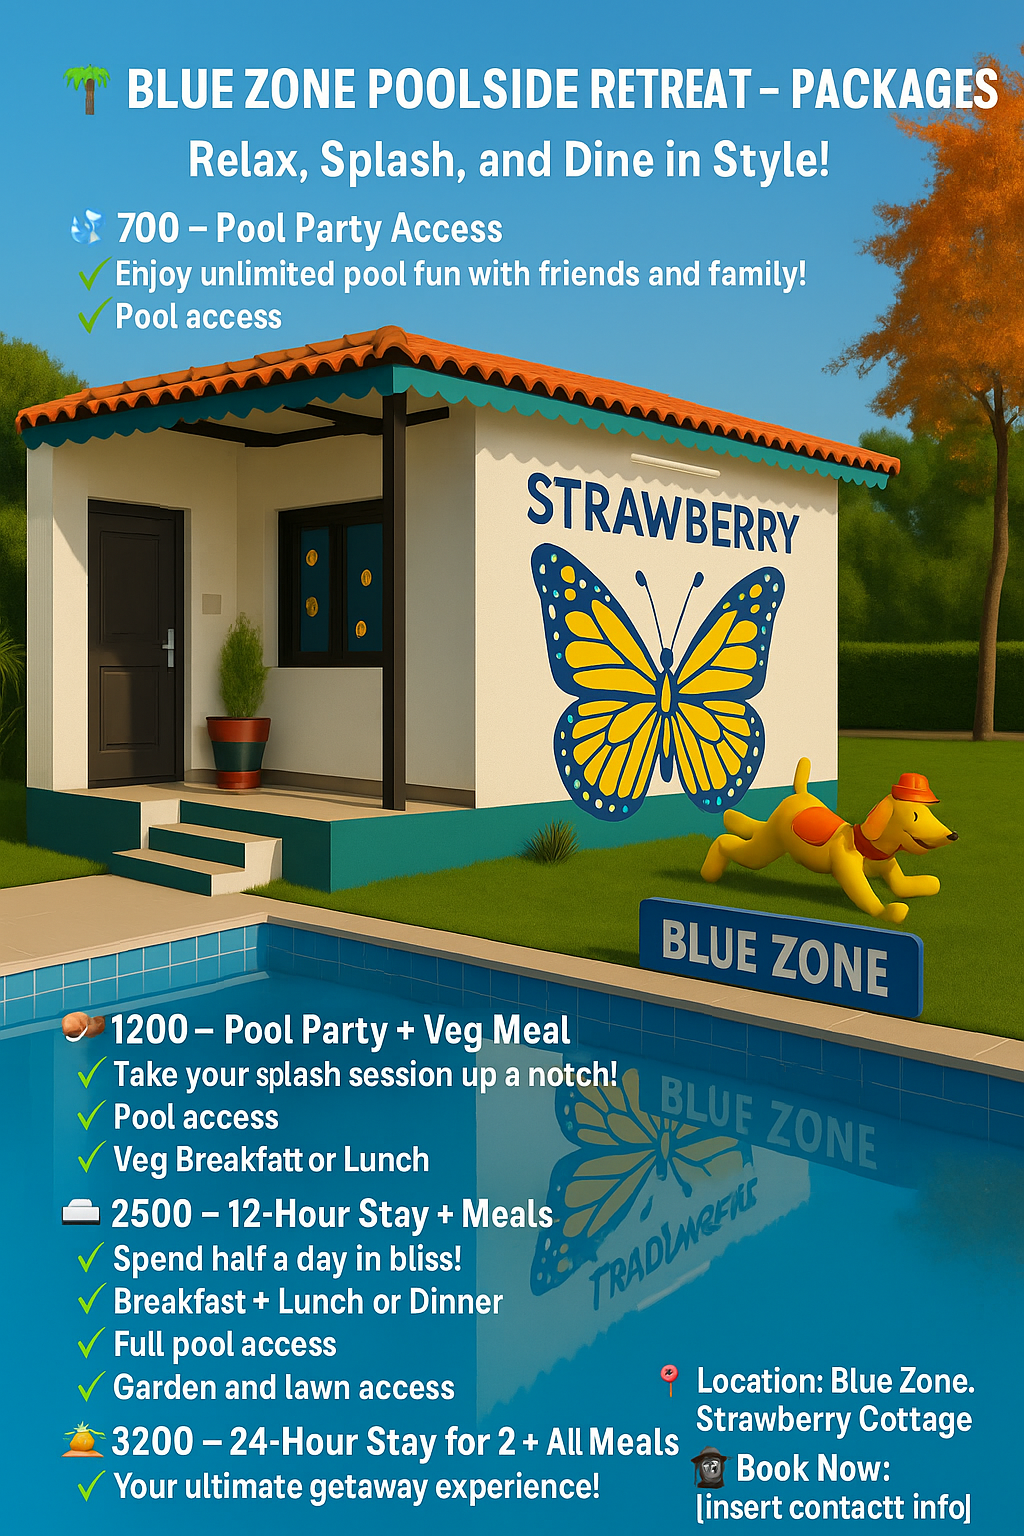 BLUE ZONE POOLSIDE RETREAT – PACKAGES
Relax, Splash, and Dine in Style!
700 – Pool Party Access
✓ Enjoy unlimited pool fun with friends and family!
✓ Pool access
STRAWBERRY
BLUE ZONE
1200 – Pool Party + Veg Meal
✓ Take your splash session up a notch!
✓ Pool access
✓ Veg Breakfatt or Lunch
BLUE ZONE
2500 – 12-Hour Stay + Meals
✓ Spend half a day in bliss!
✓ Breakfast + Lunch or Dinner
✓ Full pool access
✓ Garden and lawn access
3200 – 24-Hour Stay for 2 + All Meals
✓ Your ultimate getaway experience!
Location: Blue Zone.
Strawberry Cottage
Book Now:
[insert contactt info]